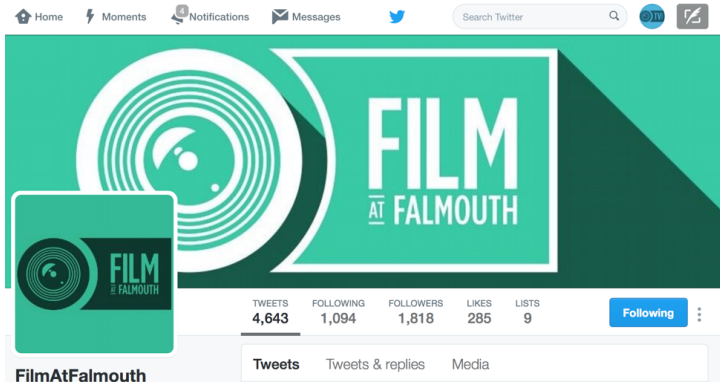 Home Moments 4 Notifications Messages Search Twitter
FILM
AT FALMOUTH
FILM
AT FALMOUTH
TWEETS FOLLOWING FOLLOWERS LIKES LISTS
4,643 1,094 1,818 285 9
Following
Tweets Tweets & replies Media
FilmAtFalmouth